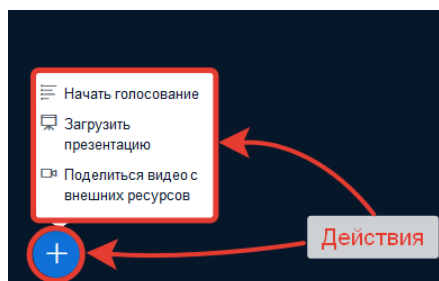 Начать голосование
Загрузить
презентацию
Поделиться видео с
внешних ресурсов
Действия